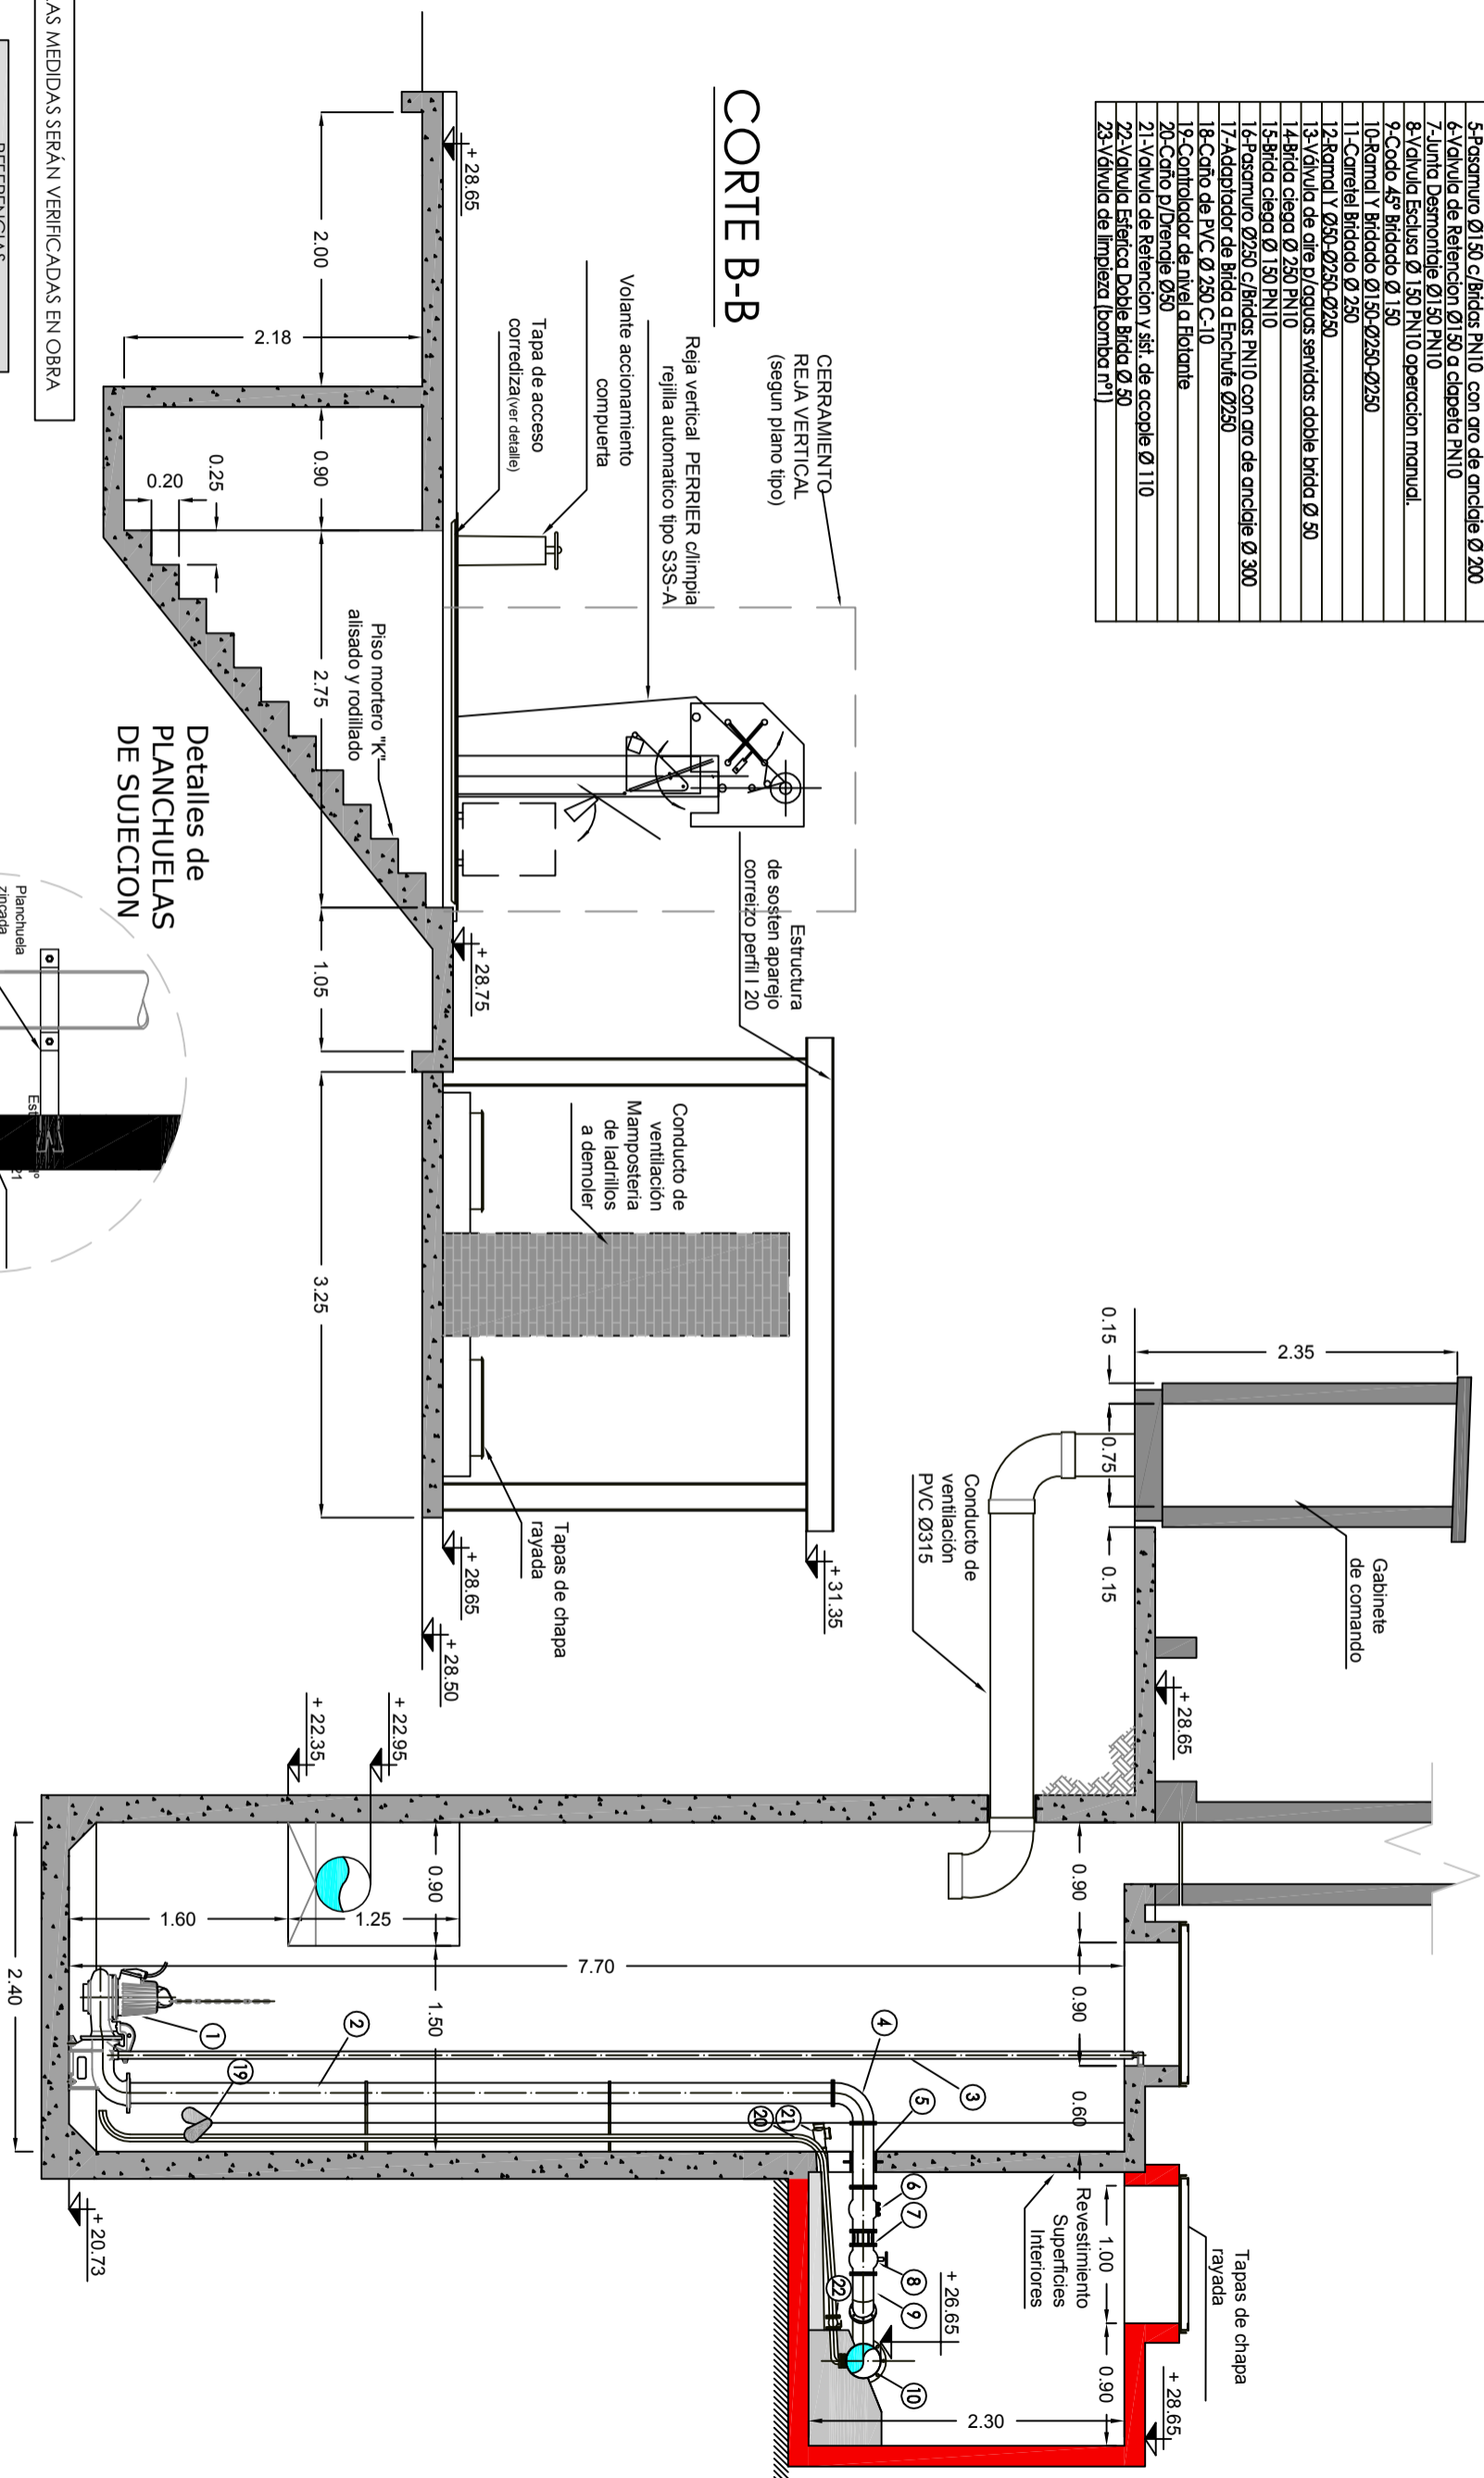 5-Pasamuro Ø150 c/Bridas PN10 con aro de anclaje Ø 200
6-Valvula de Retencion Ø150 a clapeta PN10
7-Junta Desmontaje Ø150 PN10
8-Valvula Esclusa Ø 150 PN10 operacion manual.
9-Codo 45º Bridado Ø 150
10-Ramal Y Bridado Ø150-Ø250-Ø250
11-Carretel Bridado Ø 250
12-Ramal Y Ø50-Ø250-Ø250
13-Válvula de aire p/aguas servidas doble brida Ø 50
14-Brida ciega Ø 250 PN10
15-Brida ciega Ø 150 PN10
16-Pasamuro Ø250 c/Bridas PN10 con aro de anclaje Ø 300
17-Adaptador de Brida a Enchufe Ø250
18-Caño de PVC Ø 250 C-10
19-Controlador de nivel a Flotante
20-Caño p/Drenaje Ø50
21-Valvula de Retencion y sist. de acople Ø 110
22-Valvula Esferica Doble Brida Ø 50
23-Válvula de limpieza (bomba nº1)
CORTE B-B
CERRAMIENTO
REJA VERTICAL
(segun plano tipo)
Reja vertical PERRIER c/limpia
rejilla automatico tipo S3S-A
Volante accionamiento
compuerta
Tapa de acceso
corrediza(ver detalle)
Estructura
de sosten aparejo
correizo perfil I 20
Conducto de
ventilación
Mamposteria
de ladrillos
a demoler
Tapas de chapa
rayada
Piso mortero "K"
alisado y rodillado
+ 28.65
+ 28.75
+ 31.35
+ 28.65
+ 28.50
2.00
2.18
0.90
0.25
0.20
2.75
1.05
3.25
Detalles de
PLANCHUELAS
DE SUJECION
Planchuela
zincada
21
LAS MEDIDAS SERÁN VERIFICADAS EN OBRA
REFERENCIAS
2.35
0.15
0.75
0.15
Gabinete
de comando
Conducto de
ventilación
PVC Ø315
+ 28.65
+ 22.95
+ 22.35
0.90
0.90
0.60
0.90
1.60
1.25
7.70
1.50
2.40
+ 20.73
1
2
3
4
5
6
7
8
9
10
19
20
21
22
Revestimiento
Superficies
Interiores
Tapas de chapa
rayada
1.00
0.90
+ 28.65
+ 26.65
2.30